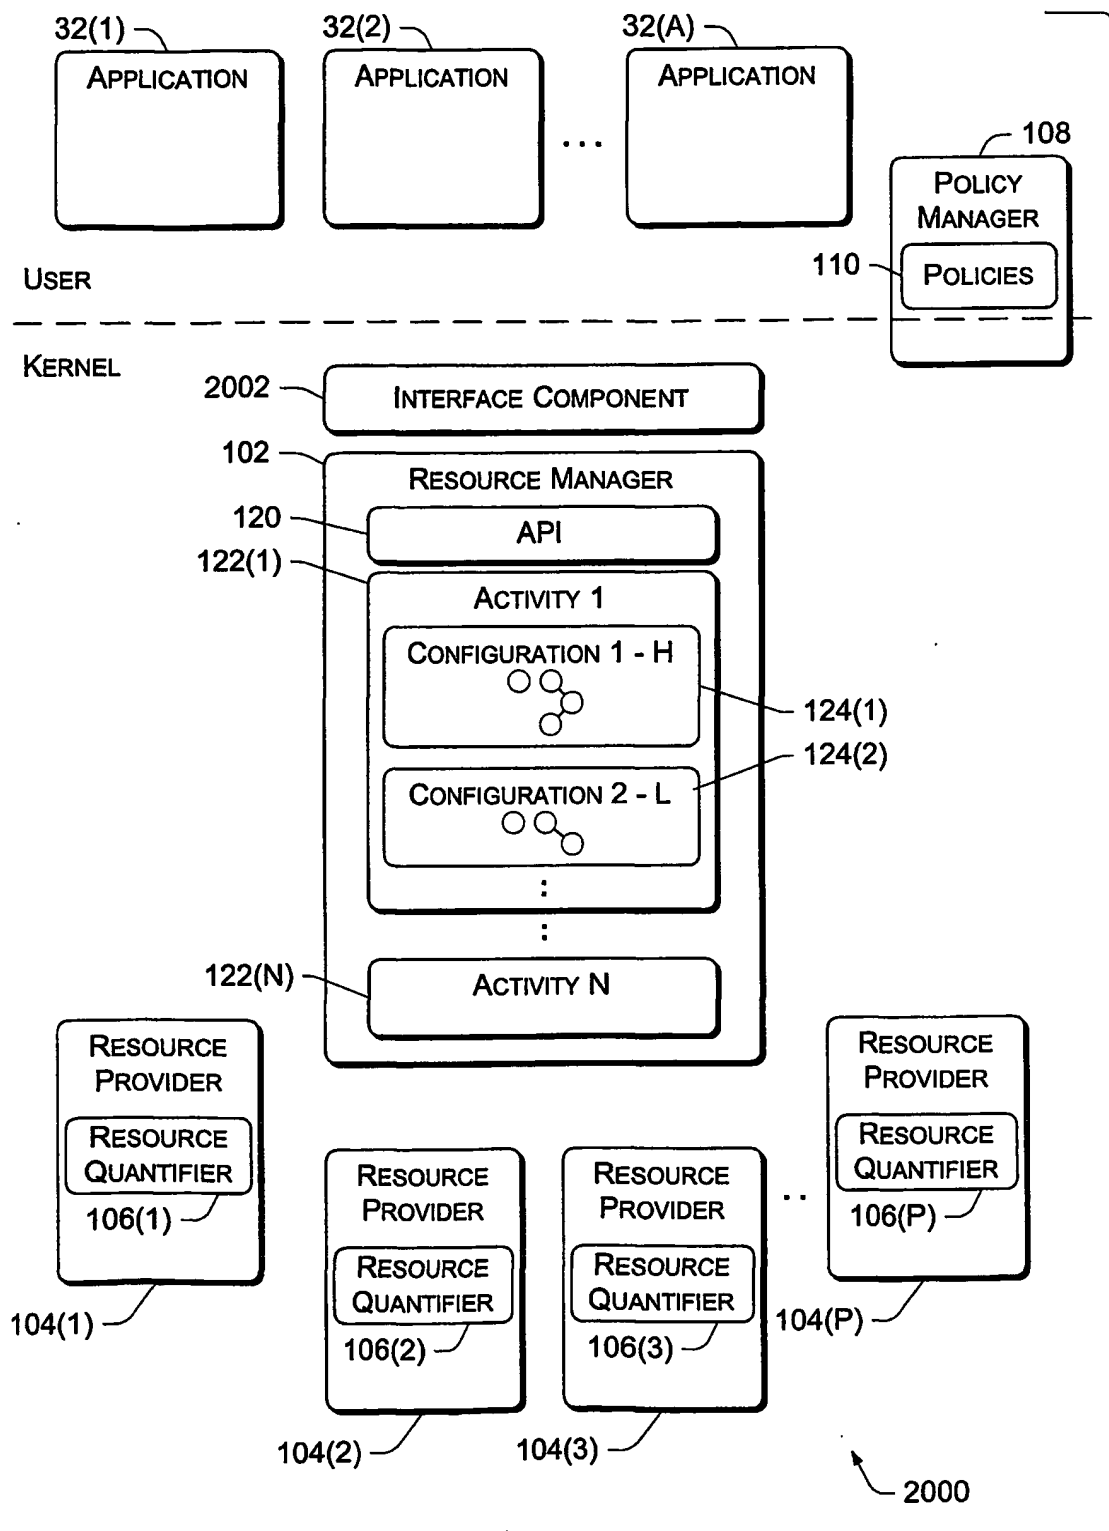 32(1)
32(2)
32(A)
APPLICATION
APPLICATION
APPLICATION
...
108
POLICY
MANAGER
110
POLICIES
USER
KERNEL
2002
INTERFACE COMPONENT
102
RESOURCE MANAGER
120
API
122(1)
ACTIVITY 1
CONFIGURATION 1 - H
124(1)
124(2)
CONFIGURATION 2 - L
122(N)
ACTIVITY N
RESOURCE
PROVIDER
RESOURCE
QUANTIFIER
106(1)
104(1)
RESOURCE
PROVIDER
RESOURCE
QUANTIFIER
106(2)
104(2)
RESOURCE
PROVIDER
RESOURCE
QUANTIFIER
106(3)
104(3)
..
RESOURCE
PROVIDER
RESOURCE
QUANTIFIER
106(P)
104(P)
2000